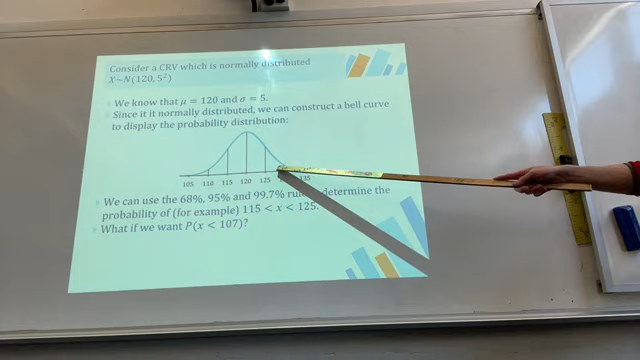 Consider a CRV which is normally distributed
X~N(120, 5²)
We know that μ = 120 and σ = 5.
Since it it normally distributed, we can construct a bell curve
to display the probability distribution:
105 110 115 120 125 135
We can use the 68%, 95% and 99.7% determine the
probability of (for example) 115 < x < 125.
What if we want P(x < 107)?